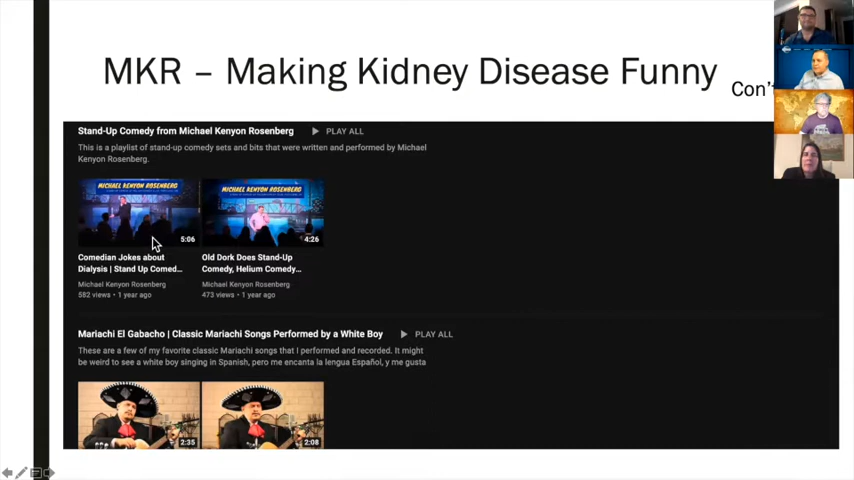 MKR – Making Kidney Disease Funny
Con'
Stand-Up Comedy from Michael Kenyon Rosenberg PLAY ALL
This is a playlist of stand-up comedy sets and bits that were written and performed by Michael
Kenyon Rosenberg.
MICHAEL KENYON ROSENBERG MICHAEL KENYON ROSENBERG
5:06 4:26
Comedian Jokes about Old Dork Does Stand-Up
Dialysis | Stand Up Comed... Comedy, Helium Comedy...
Michael Kenyon Rosenberg Michael Kenyon Rosenberg
582 views • 1 year ago 473 views • 1 year ago
Mariachi El Gabacho | Classic Mariachi Songs Performed by a White Boy PLAY ALL
These are a few of my favorite classic Mariachi songs that I performed and recorded. It might
be weird to see a white boy singing in Spanish, pero me encanta la lengua Español, y me gusta
2:35 2:08